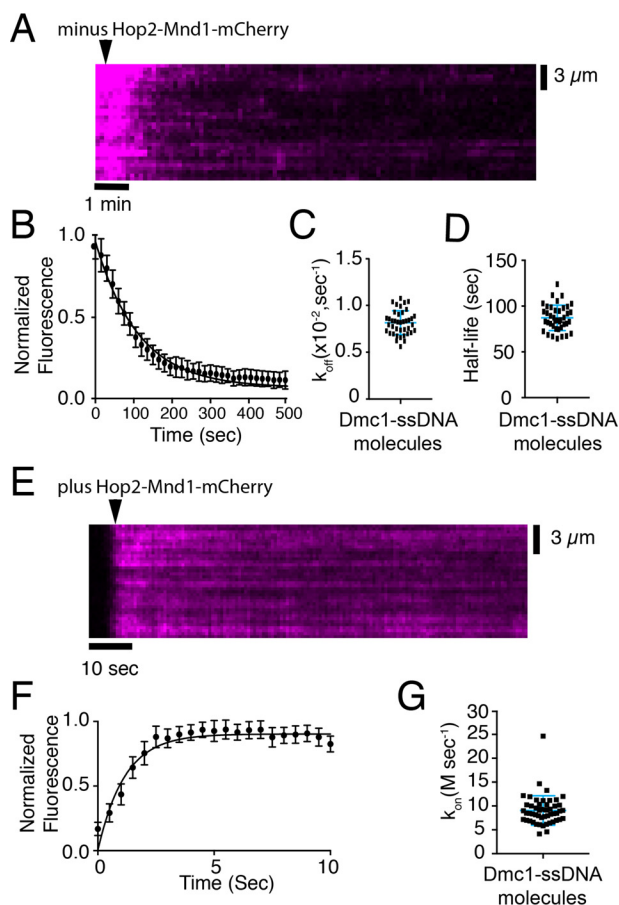 A
minus Hop2-Mnd1-mCherry
3 µm
1 min
B
1.0
0.5
0.0
Normalized
Fluorescence
0 100 200 300 400 500
Time (sec)
C
1.5
1.0
0.5
0
koff(x10-2,sec-1)
Dmc1-ssDNA
molecules
D
150
100
50
0
Half-life (sec)
Dmc1-ssDNA
molecules
E
plus Hop2-Mnd1-mCherry
3 µm
10 sec
F
1.0
0.5
0.0
Normalized
Fluorescence
0 5 10
Time (Sec)
G
30
25
20
15
10
5
0
kon(M sec-1)
Dmc1-ssDNA
molecules